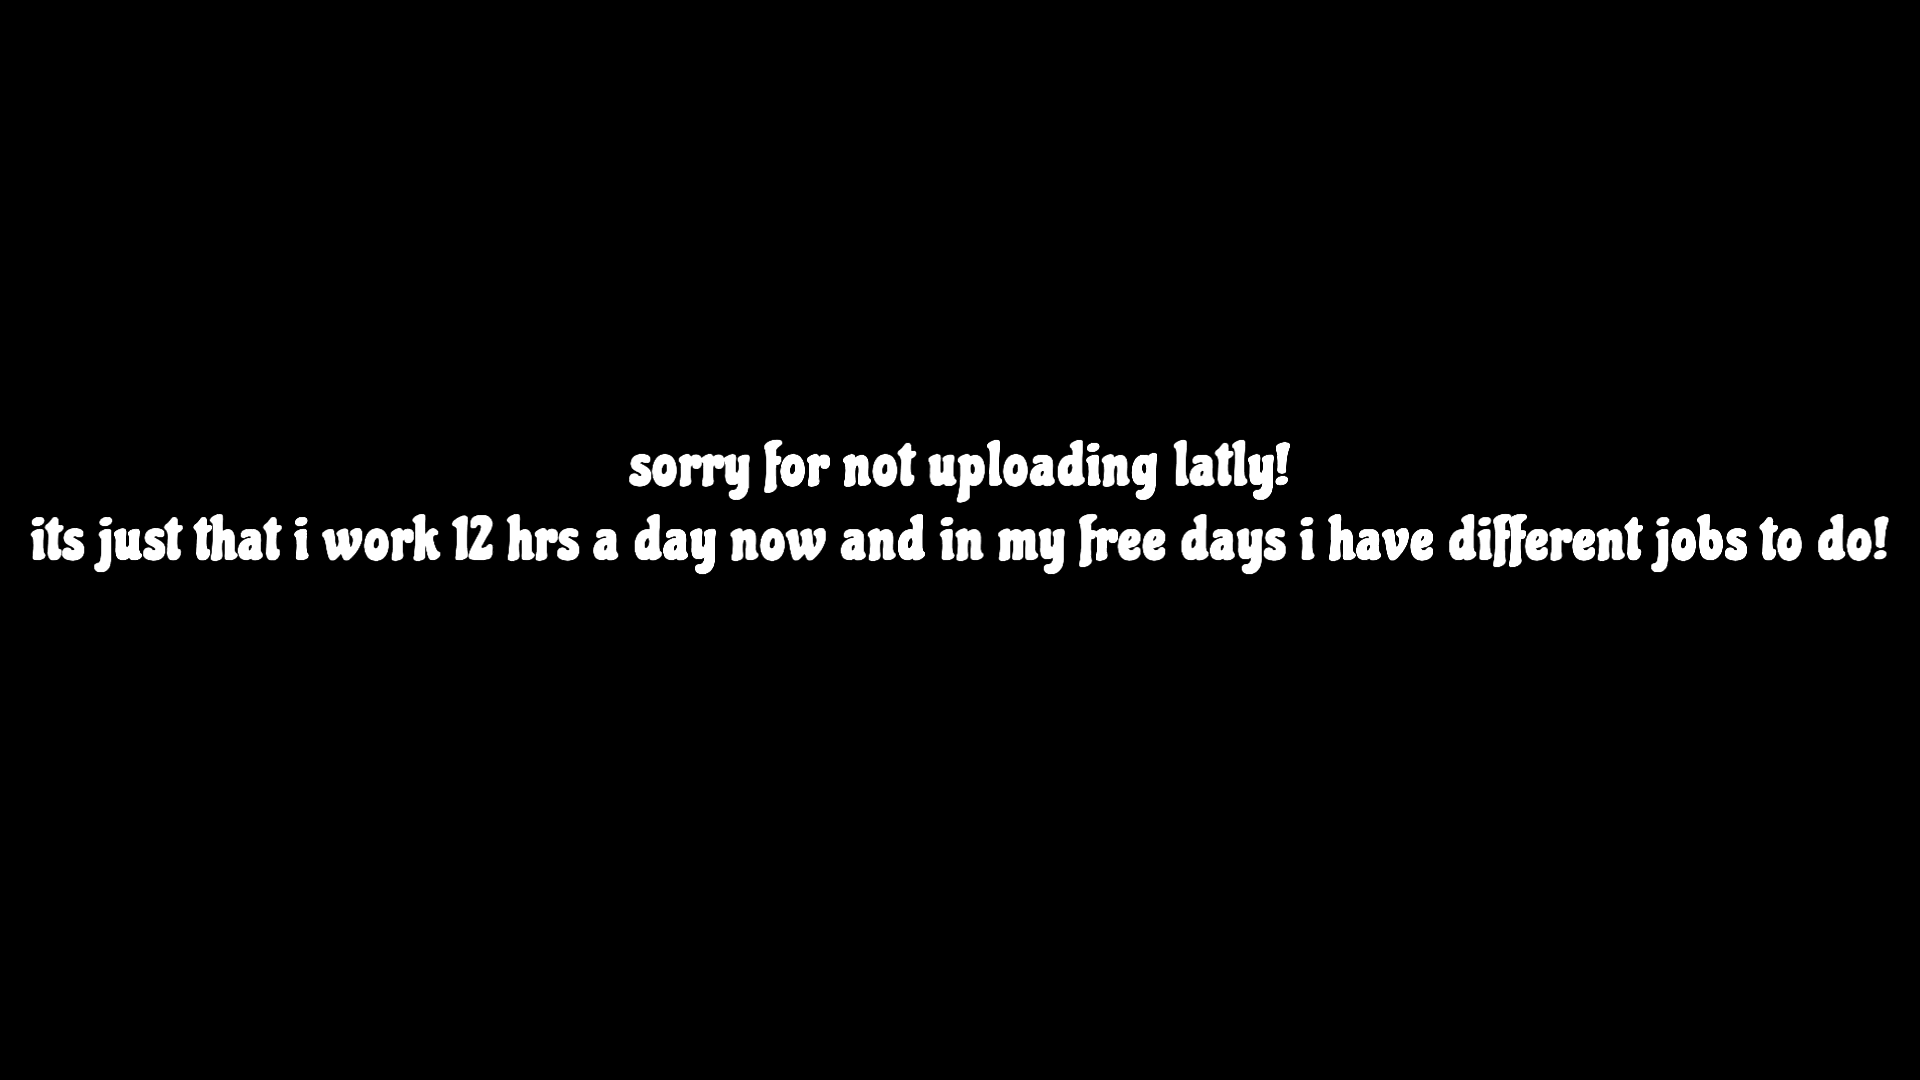 sorry for not uploading latly!
its just that i work 12 hrs a day now and in my free days i have different jobs to do!